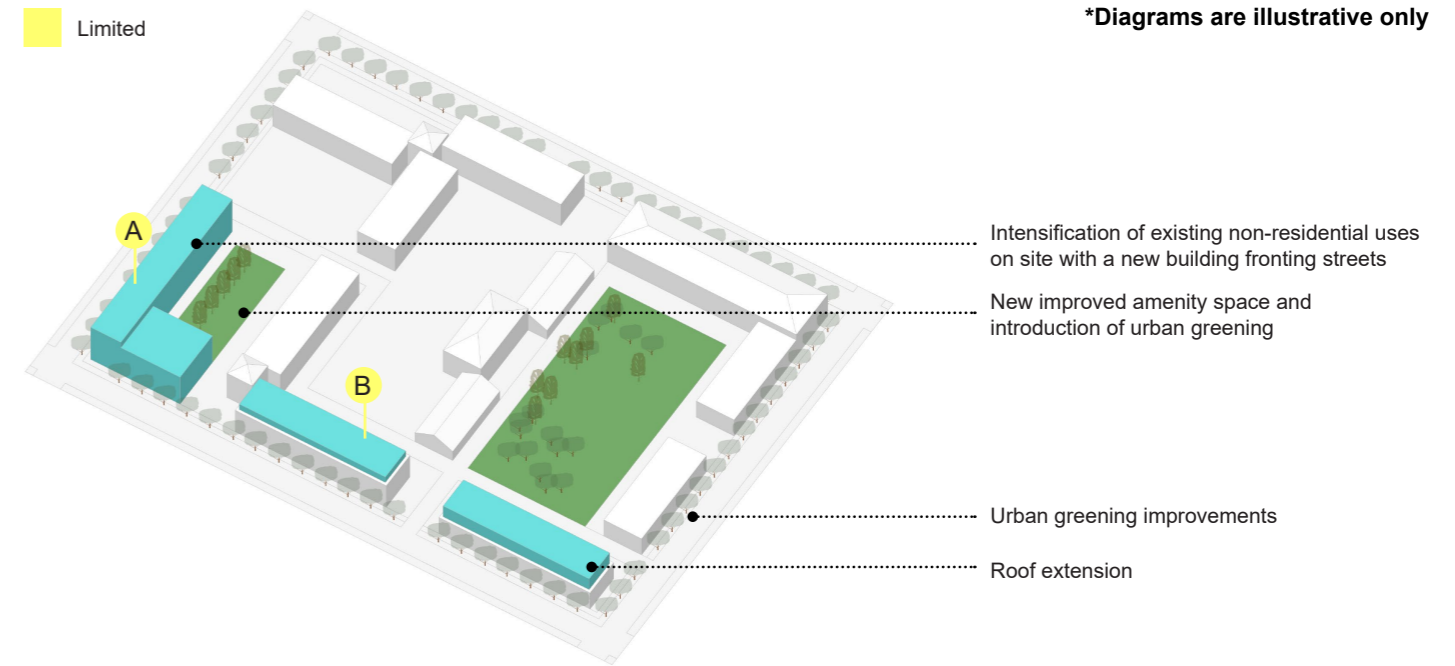 Limited
*Diagrams are illustrative only
A
B
Intensification of existing non-residential uses
on site with a new building fronting streets
New improved amenity space and
introduction of urban greening
Urban greening improvements
Roof extension